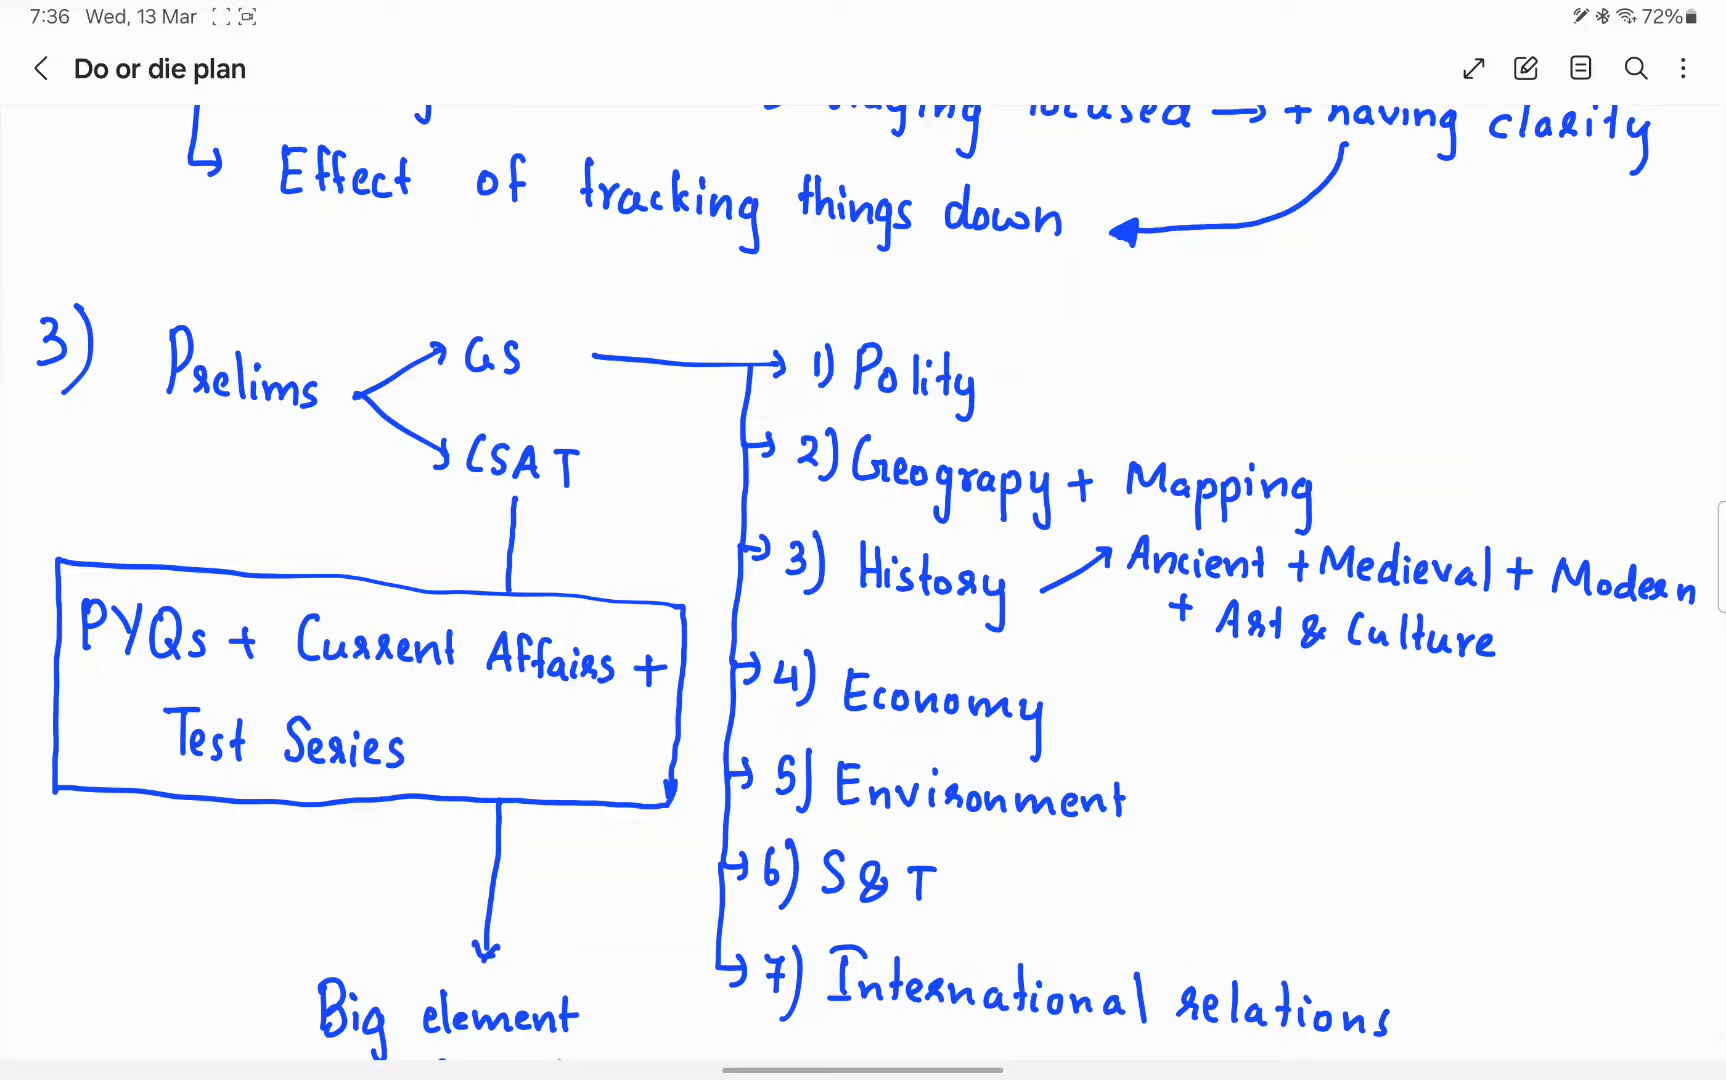 7:36 Wed, 13 Mar 72%
Do or die plan
staying focused → + having clarity
↳ Effect of tracking things down
3) Prelims
GS → 1) Polity
CSAT
2) Geograpy + Mapping
3) History → Ancient + Medieval + Modern
+ Art & Culture
PYQs + Current Affairs +
Test Series
4) Economy
5) Environment
6) S & T
7) International relations
Big element